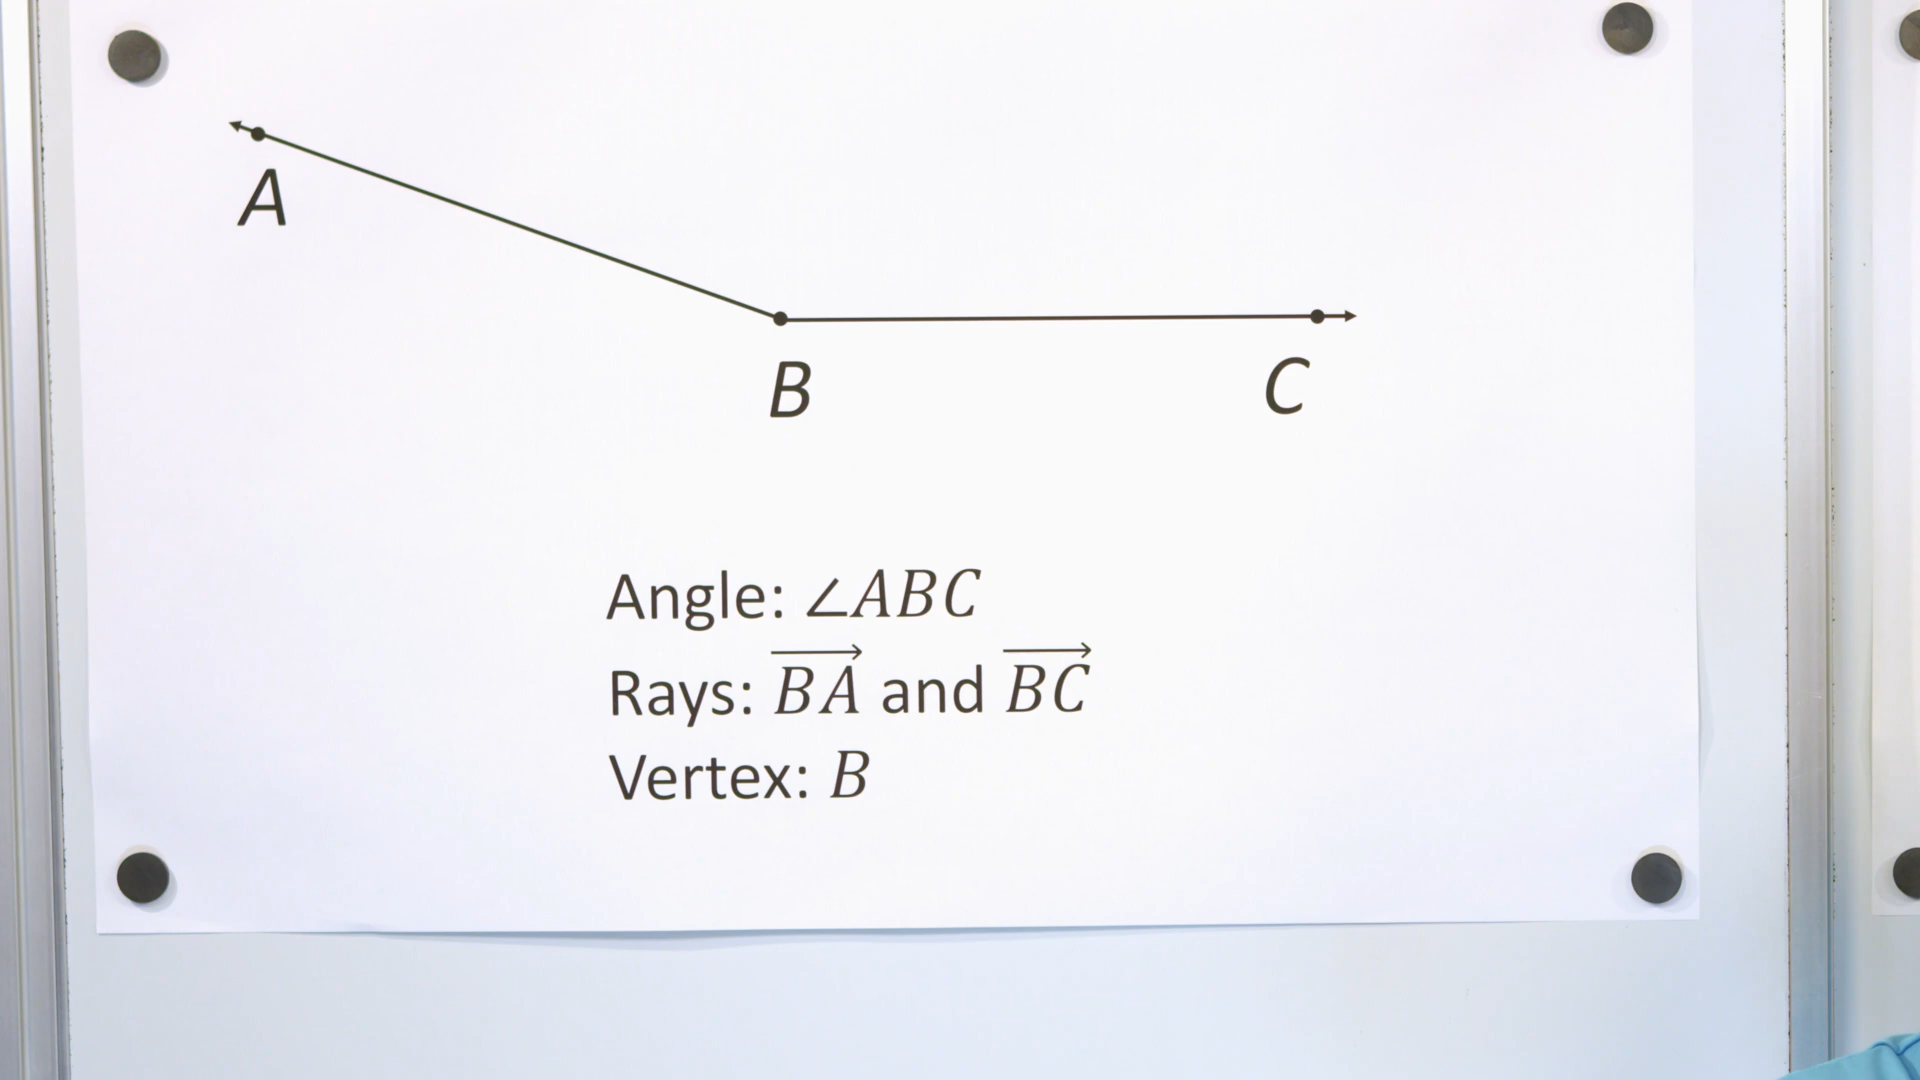 A
B C
Angle: ∠ABC
Rays: $\overrightarrow{BA}$ and $\overrightarrow{BC}$
Vertex: B